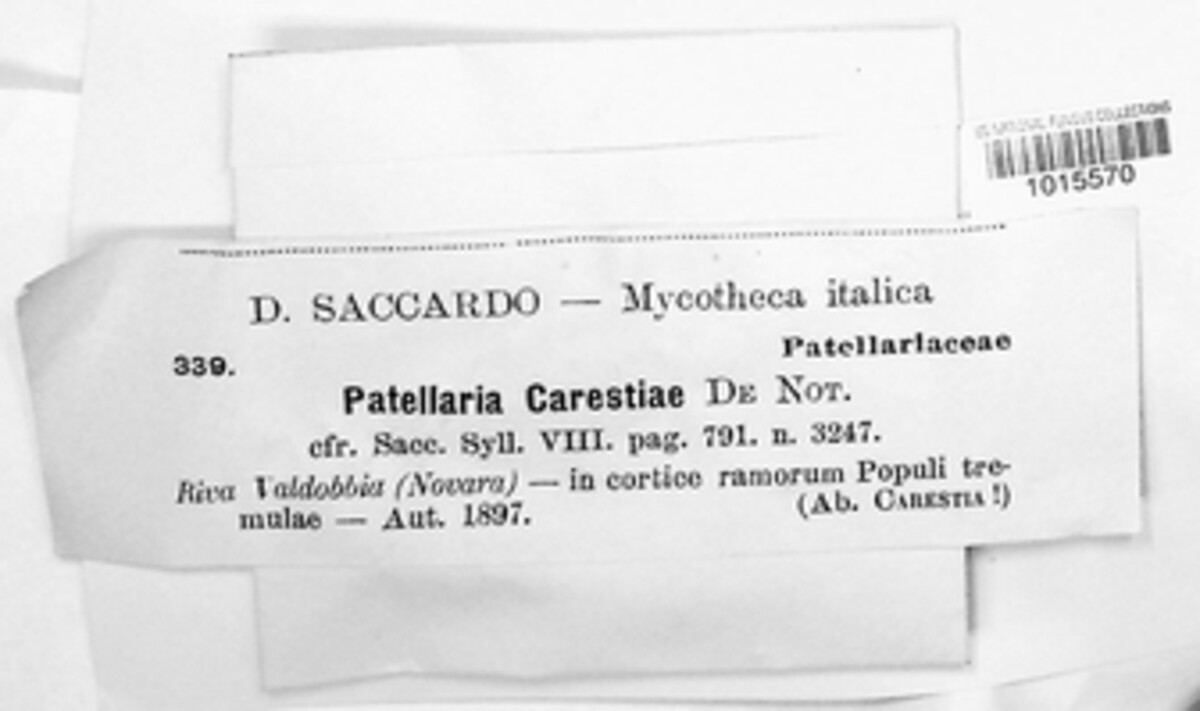 US NATIONAL FUNGUS COLLECTIONS
1015570
D. SACCARDO — Mycotheca italica
Patellariaceae
339.
Patellaria Carestiae DE NOT.
cfr. Sacc. Syll. VIII. pag. 791. n. 3247.
Riva Valdobbia (Novara) — in cortice ramorum Populi tre-
mulae — Aut. 1897. (Ab. CARESTIA!)